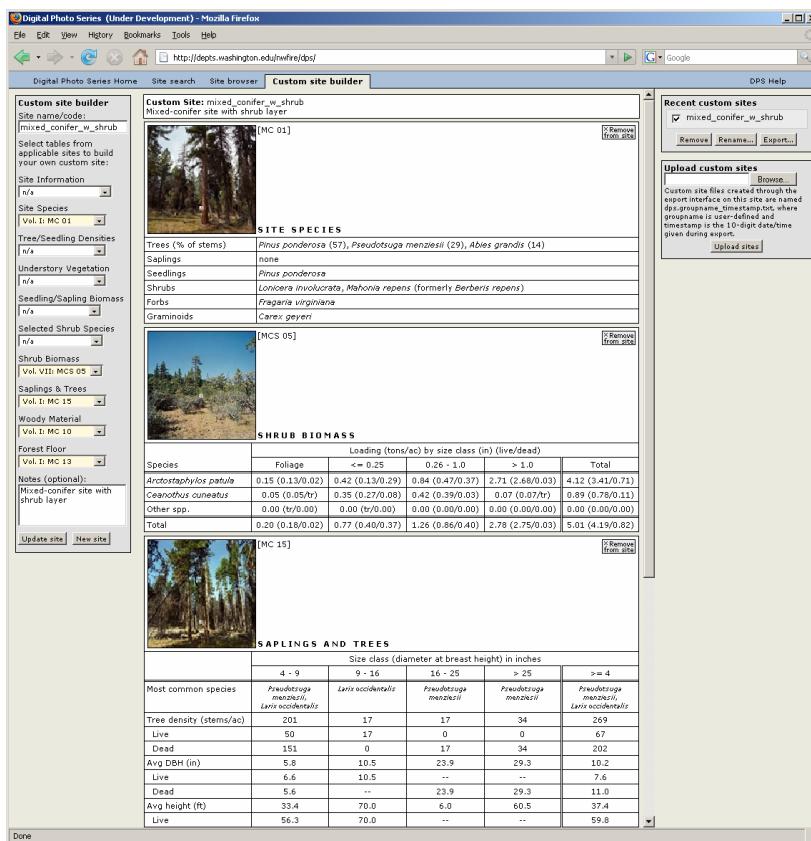 Digital Photo Series (Under Development) - Mozilla Firefox
File Edit View History Bookmarks Tools Help
http://depts.washington.edu/nwfire/dps/
Google
Digital Photo Series Home Site search Site browser Custom site builder DPS Help
Custom site builder
Site name/code:
mixed_conifer_w_shrub
Select tables from
applicable sites to build
your own custom site:
Site Information
n/a
Site Species
Vol. I: MC 01
Tree/Seedling Densities
n/a
Understory Vegetation
n/a
Seedling/Sapling Biomass
n/a
Selected Shrub Species
n/a
Shrub Biomass
Vol. VII: MCS 05
Saplings & Trees
Vol. I: MC 15
Woody Material
Vol. I: MC 10
Forest Floor
Vol. I: MC 13
Notes (optional):
Mixed-conifer site with
shrub layer
Update site New site
Custom Site: mixed_conifer_w_shrub
Mixed-conifer site with shrub layer
[MC 01]
X Remove
from site
SITE SPECIES
Trees (% of stems) Pinus ponderosa (57), Pseudotsuga menziesii (29), Abies grandis (14)
Saplings none
Seedlings Pinus ponderosa
Shrubs Lonicera involucrata, Mahonia repens (formerly Berberis repens)
Forbs Fragaria virginiana
Graminoids Carex geyeri
[MCS 05]
X Remove
from site
SHRUB BIOMASS
Loading (tons/ac) by size class (in) (live/dead)
Species Foliage <= 0.25 0.26 - 1.0 > 1.0 Total
Arctostaphylos patula 0.15 (0.13/0.02) 0.42 (0.13/0.29) 0.84 (0.47/0.37) 2.71 (2.68/0.03) 4.12 (3.41/0.71)
Ceanothus cuneatus 0.05 (0.05/tr) 0.35 (0.27/0.08) 0.42 (0.39/0.03) 0.07 (0.07/tr) 0.89 (0.78/0.11)
Other spp. 0.00 (tr/0.00) 0.00 (tr/0.00) 0.00 (0.00/0.00) 0.00 (0.00/0.00) 0.00 (0.00/0.00)
Total 0.20 (0.18/0.02) 0.77 (0.40/0.37) 1.26 (0.86/0.40) 2.78 (2.75/0.03) 5.01 (4.19/0.82)
[MC 15]
X Remove
from site
SAPLINGS AND TREES
Size class (diameter at breast height) in inches
4 - 9 9 - 16 16 - 25 > 25 >= 4
Most common species Pseudotsuga menziesii, Larix occidentalis Larix occidentalis Pseudotsuga menziesii Pseudotsuga menziesii Pseudotsuga menziesii, Larix occidentalis
Tree density (stems/ac) 201 17 17 34 269
Live 50 17 0 0 67
Dead 151 0 17 34 202
Avg DBH (in) 5.8 10.5 23.9 29.3 10.2
Live 6.6 10.5 -- -- 7.6
Dead 5.6 -- 23.9 29.3 11.0
Avg height (ft) 33.4 70.0 6.0 60.5 37.4
Live 56.3 70.0 -- -- 59.8
Recent custom sites
mixed_conifer_w_shrub
Remove Rename... Export...
Upload custom sites
Browse...
Custom site files created through the
export interface on this site are named
dps.groupname_timestamp.txt, where
groupname is user-defined and
timestamp is the 10-digit date/time
given during export.
Upload sites
Done